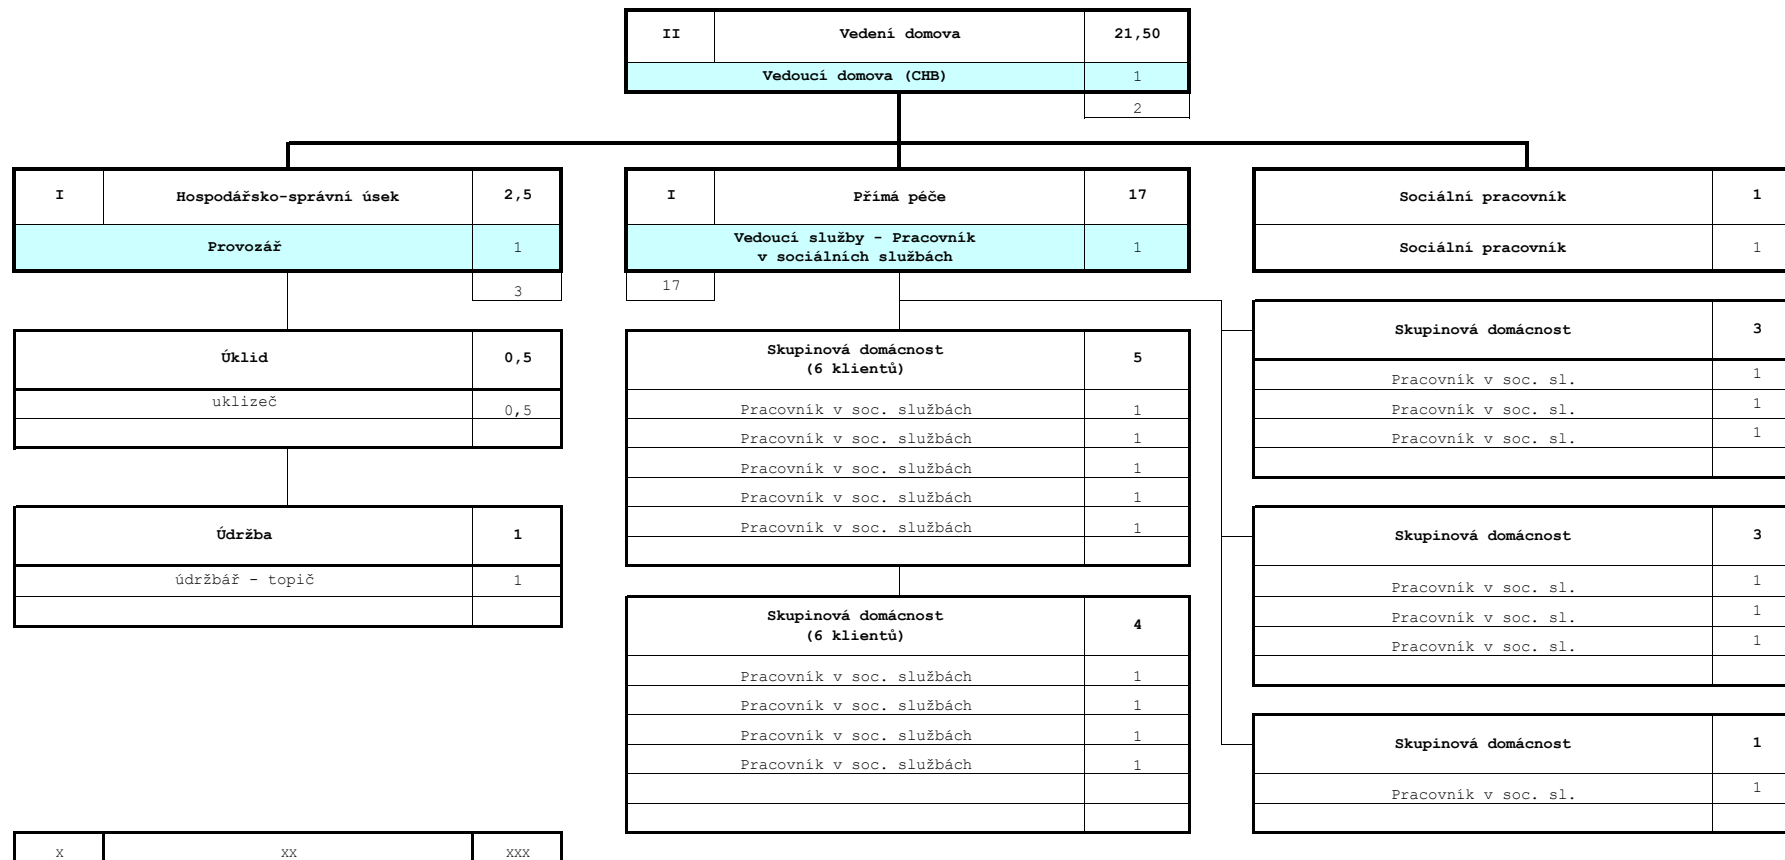 II Vedení domova 21,50
Vedoucí domova (CHB) 1
2
I Hospodářsko-správní úsek 2,5
Provozář 1
3
Úklid 0,5
uklizeč 0,5
Údržba 1
údržbář - topič 1
I Přímá péče 17
Vedoucí služby - Pracovník
v sociálních službách 1
17
Skupinová domácnost
(6 klientů) 5
Pracovník v soc. službách 1
Pracovník v soc. službách 1
Pracovník v soc. službách 1
Pracovník v soc. službách 1
Pracovník v soc. službách 1
Skupinová domácnost
(6 klientů) 4
Pracovník v soc. službách 1
Pracovník v soc. službách 1
Pracovník v soc. službách 1
Pracovník v soc. službách 1
Sociální pracovník 1
Sociální pracovník 1
Skupinová domácnost 3
Pracovník v soc. sl. 1
Pracovník v soc. sl. 1
Pracovník v soc. sl. 1
Skupinová domácnost 3
Pracovník v soc. sl. 1
Pracovník v soc. sl. 1
Pracovník v soc. sl. 1
Skupinová domácnost 1
Pracovník v soc. sl. 1
X XX XXX